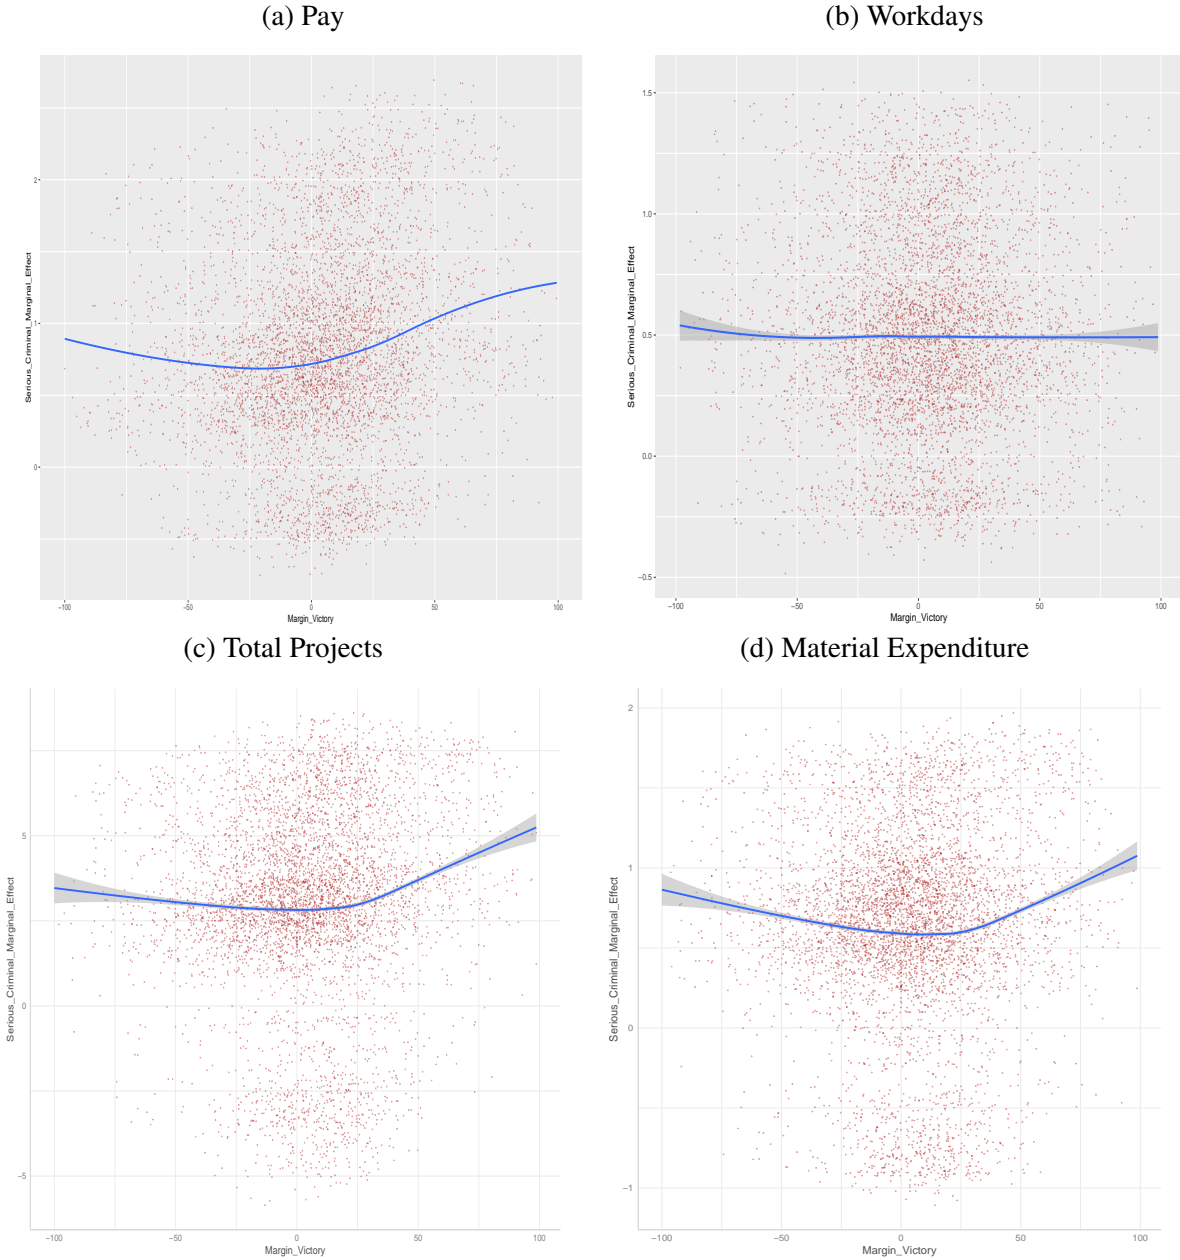 (a) Pay
(b) Workdays
Serious_Criminal_Marginal_Effect
2
1
0
−100
−50
0
50
100
Margin_Victory
Serious_Criminal_Marginal_Effect
1.5
1.0
0.5
0.0
−0.5
−100
−50
0
50
100
Margin_Victory
(c) Total Projects
(d) Material Expenditure
Serious_Criminal_Marginal_Effect
5
0
−5
−100
−50
0
50
100
Margin_Victory
Serious_Criminal_Marginal_Effect
2
1
0
−1
−100
−50
0
50
100
Margin_Victory